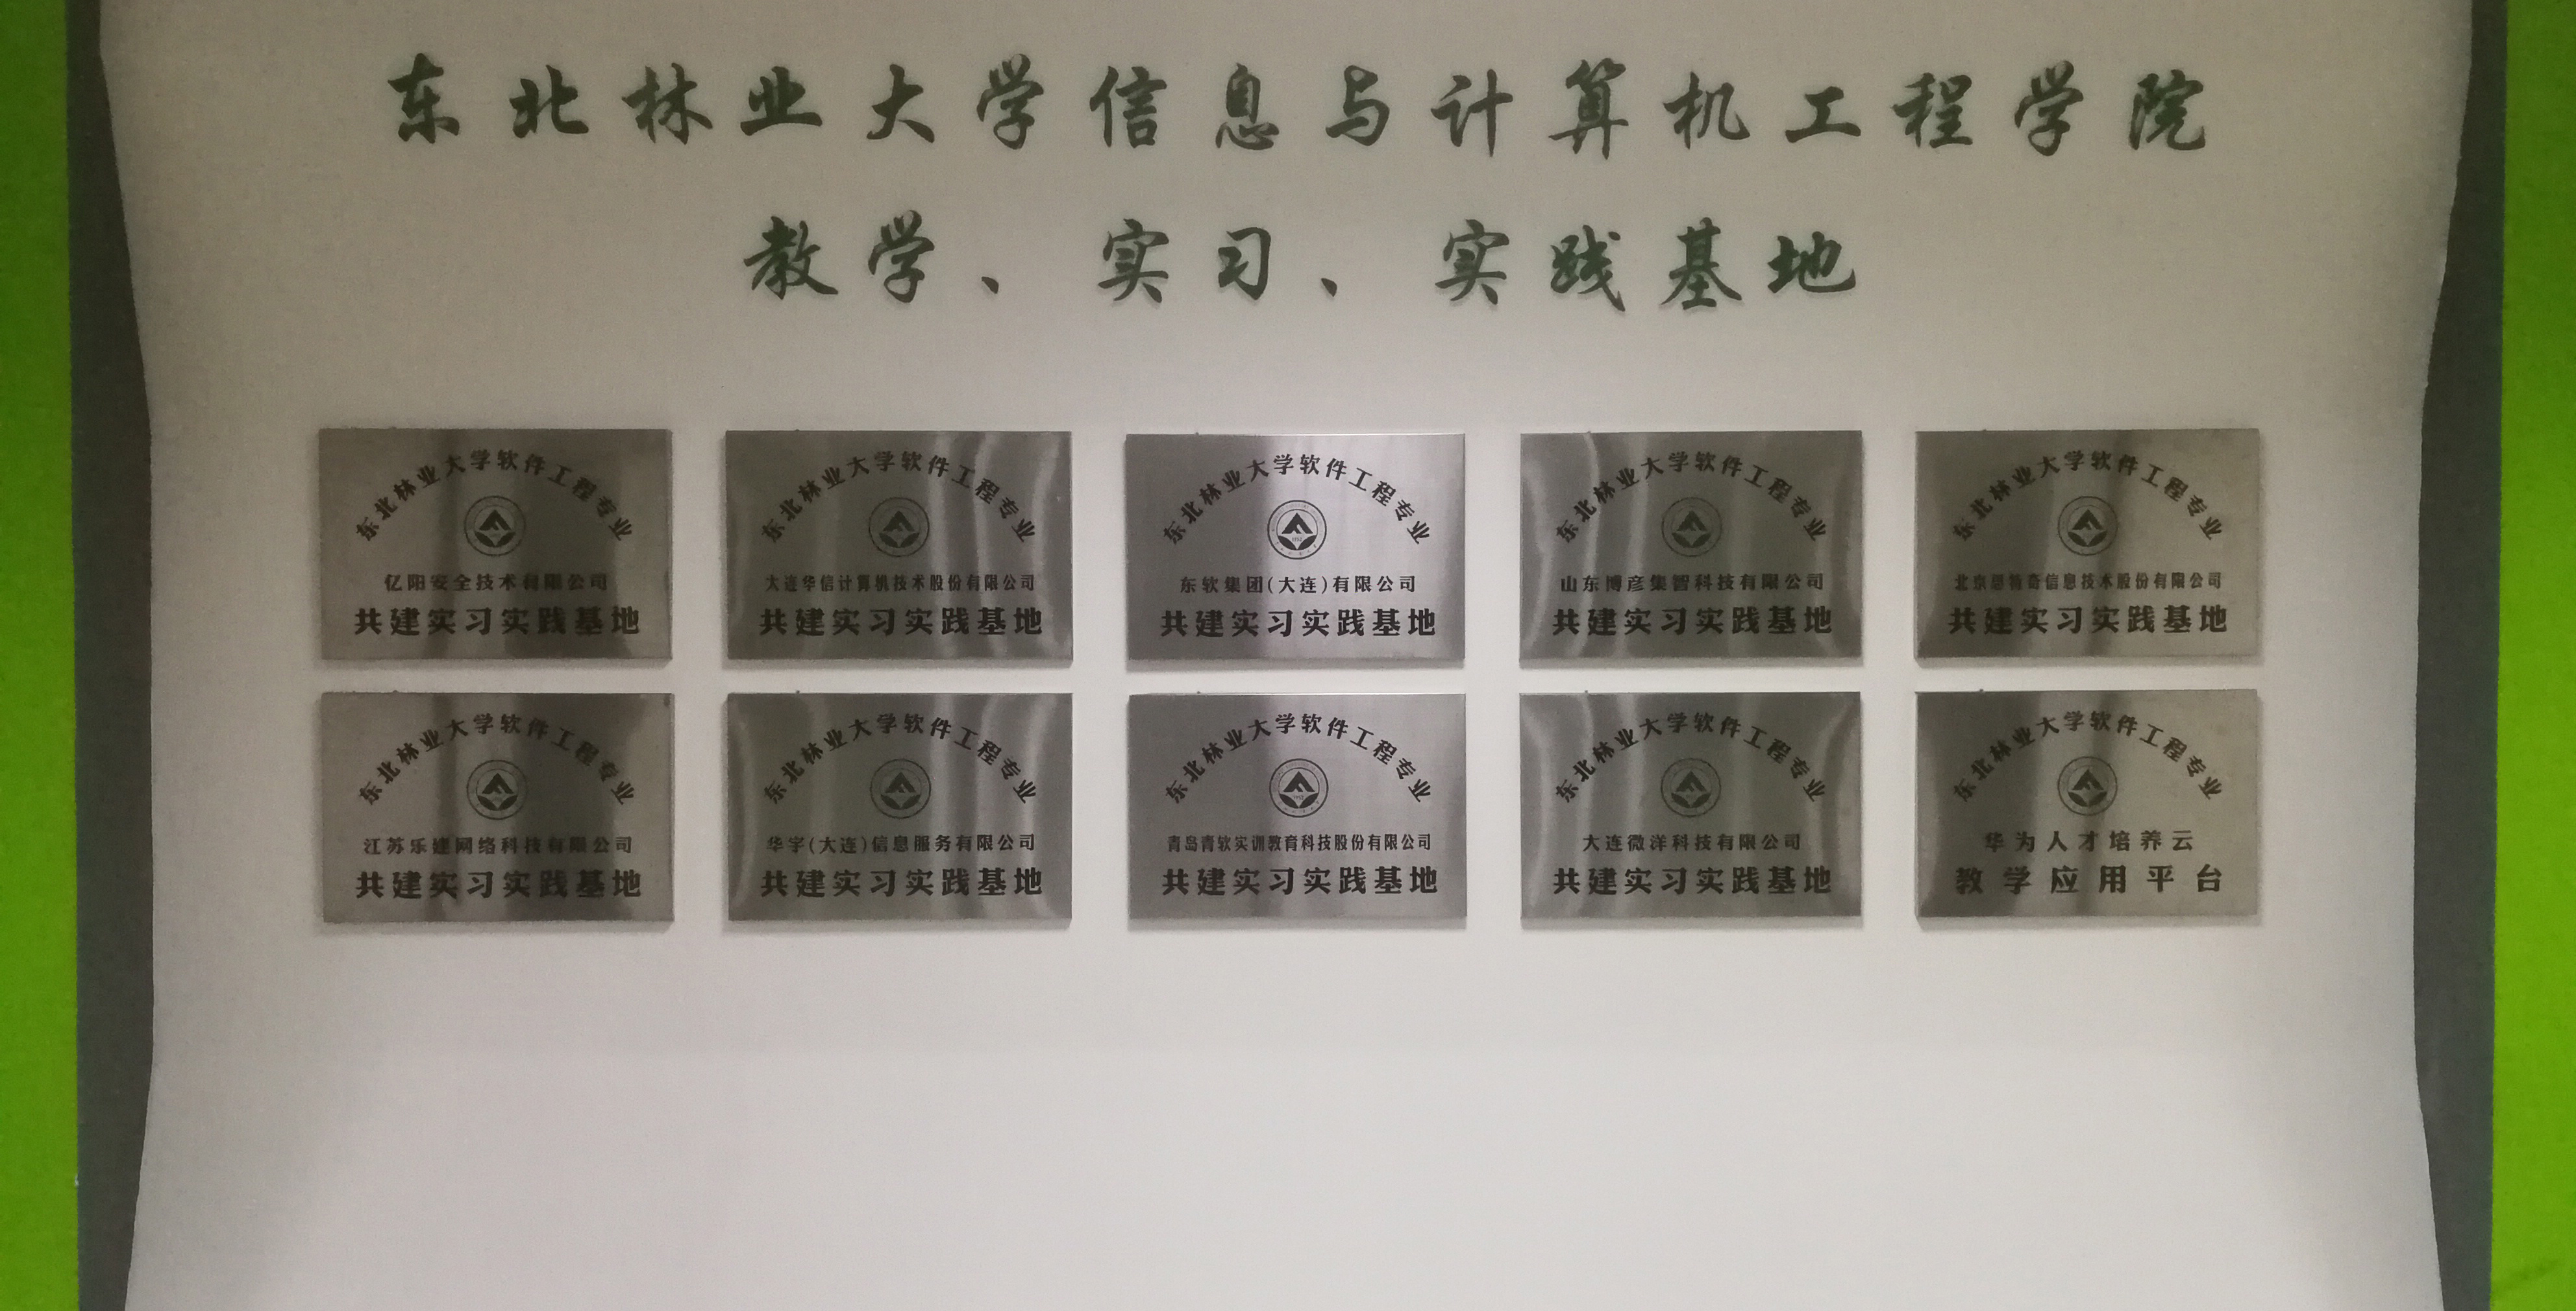 东北林业大学信息与计算机工程学院
教学、实习、实践基地
东北林业大学软件工程专业
亿阳安全技术有限公司
共建实习实践基地
东北林业大学软件工程专业
大连华信计算机技术股份有限公司
共建实习实践基地
东北林业大学软件工程专业
1952
东软集团(大连)有限公司
共建实习实践基地
东北林业大学软件工程专业
山东博彦集智科技有限公司
共建实习实践基地
东北林业大学软件工程专业
北京思特奇信息技术股份有限公司
共建实习实践基地
东北林业大学软件工程专业
江苏乐建网络科技有限公司
共建实习实践基地
东北林业大学软件工程专业
华宇(大连)信息服务有限公司
共建实习实践基地
东北林业大学软件工程专业
青岛青软实训教育科技股份有限公司
共建实习实践基地
东北林业大学软件工程专业
大连微洋科技有限公司
共建实习实践基地
东北林业大学软件工程专业
华为人才培养云
教学应用平台